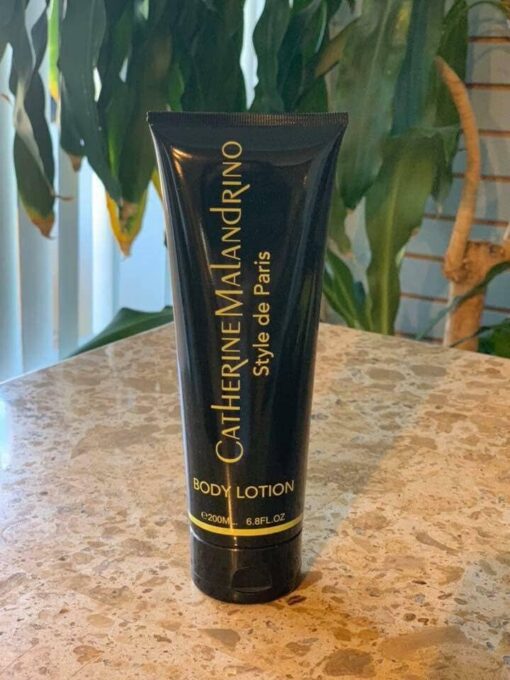 CATHERINE MALANDRINO
Style de Paris
BODY LOTION
℮200ML. 6.8FL.OZ